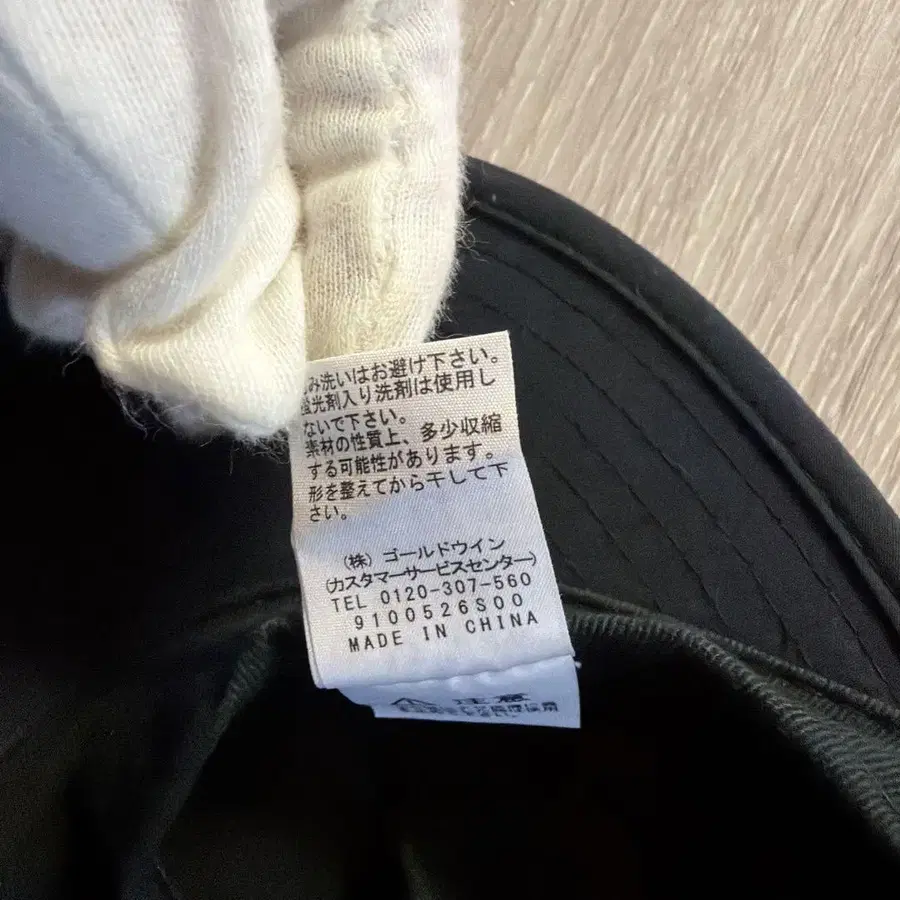 み洗いはお避け下さい。
蛍光剤入り洗剤は使用し
ないで下さい。
素材の性質上、多少収縮
する可能性があります。
形を整えてから干して下
さい。
(株) ゴールドウイン
(カスタマーサービスセンター)
TEL 0120-307-560
9100526S00
MADE IN CHINA
注意